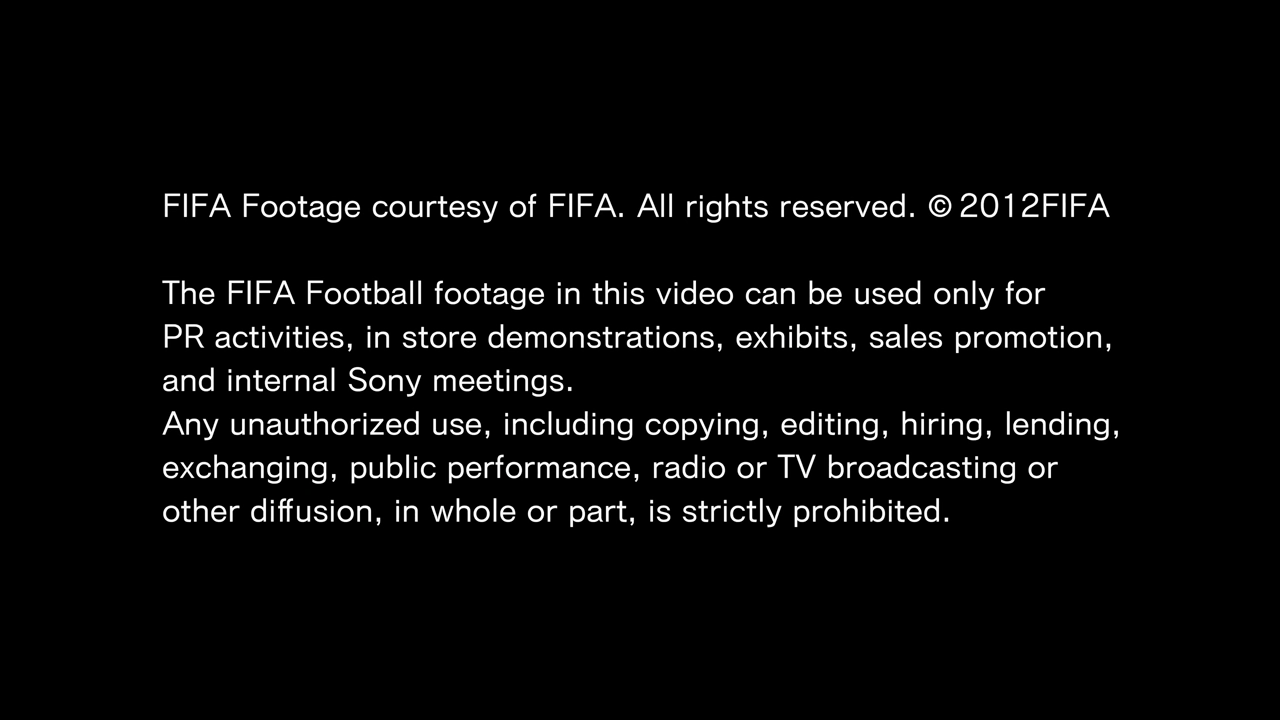 FIFA Footage courtesy of FIFA. All rights reserved. © 2012FIFA
The FIFA Football footage in this video can be used only for
PR activities, in store demonstrations, exhibits, sales promotion,
and internal Sony meetings.
Any unauthorized use, including copying, editing, hiring, lending,
exchanging, public performance, radio or TV broadcasting or
other diffusion, in whole or part, is strictly prohibited.